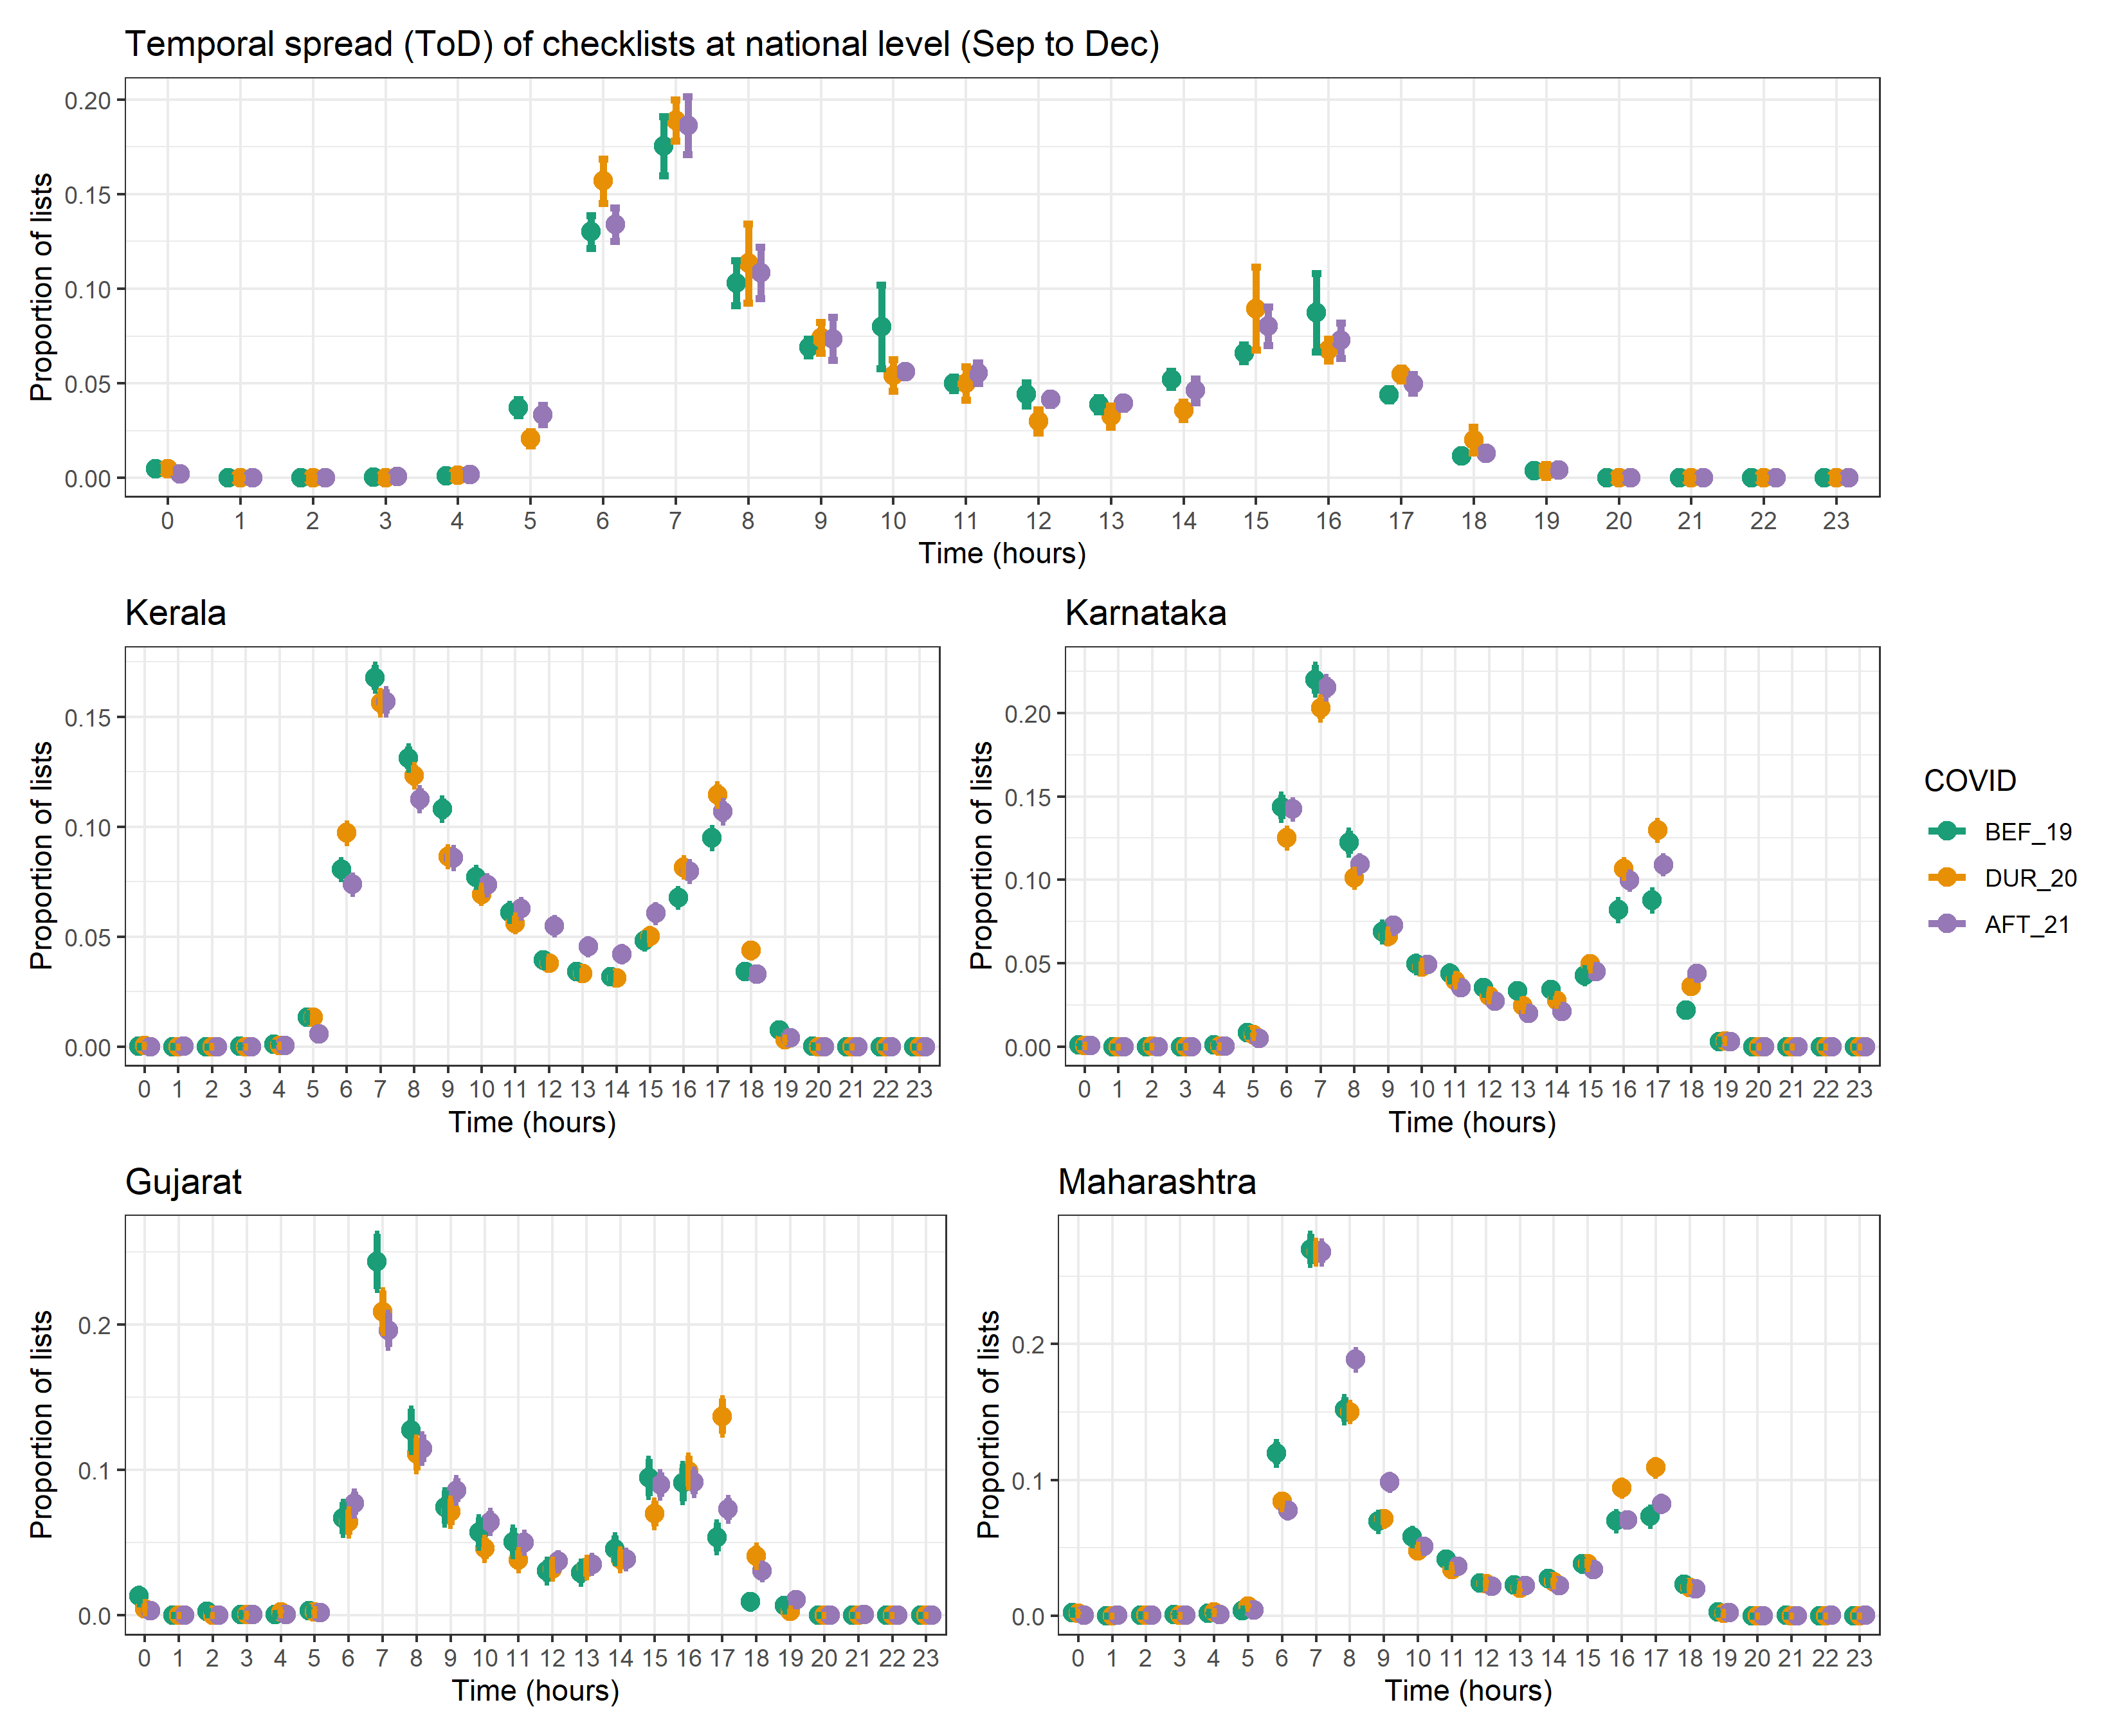 Temporal spread (ToD) of checklists at national level (Sep to Dec)
Proportion of lists
0.20
0.15
0.10
0.05
0.00
0 1 2 3 4 5 6 7 8 9 10 11 12 13 14 15 16 17 18 19 20 21 22 23
Time (hours)
Kerala
Proportion of lists
0.15
0.10
0.05
0.00
0 1 2 3 4 5 6 7 8 9 10 11 12 13 14 15 16 17 18 19 20 21 22 23
Time (hours)
Karnataka
Proportion of lists
0.20
0.15
0.10
0.05
0.00
0 1 2 3 4 5 6 7 8 9 10 11 12 13 14 15 16 17 18 19 20 21 22 23
Time (hours)
COVID
BEF_19
DUR_20
AFT_21
Gujarat
Proportion of lists
0.2
0.1
0.0
0 1 2 3 4 5 6 7 8 9 10 11 12 13 14 15 16 17 18 19 20 21 22 23
Time (hours)
Maharashtra
Proportion of lists
0.2
0.1
0.0
0 1 2 3 4 5 6 7 8 9 10 11 12 13 14 15 16 17 18 19 20 21 22 23
Time (hours)